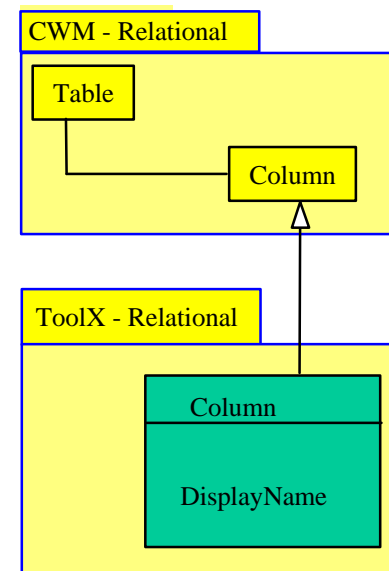 CWM - Relational
Table
Column
ToolX - Relational
Column
DisplayName